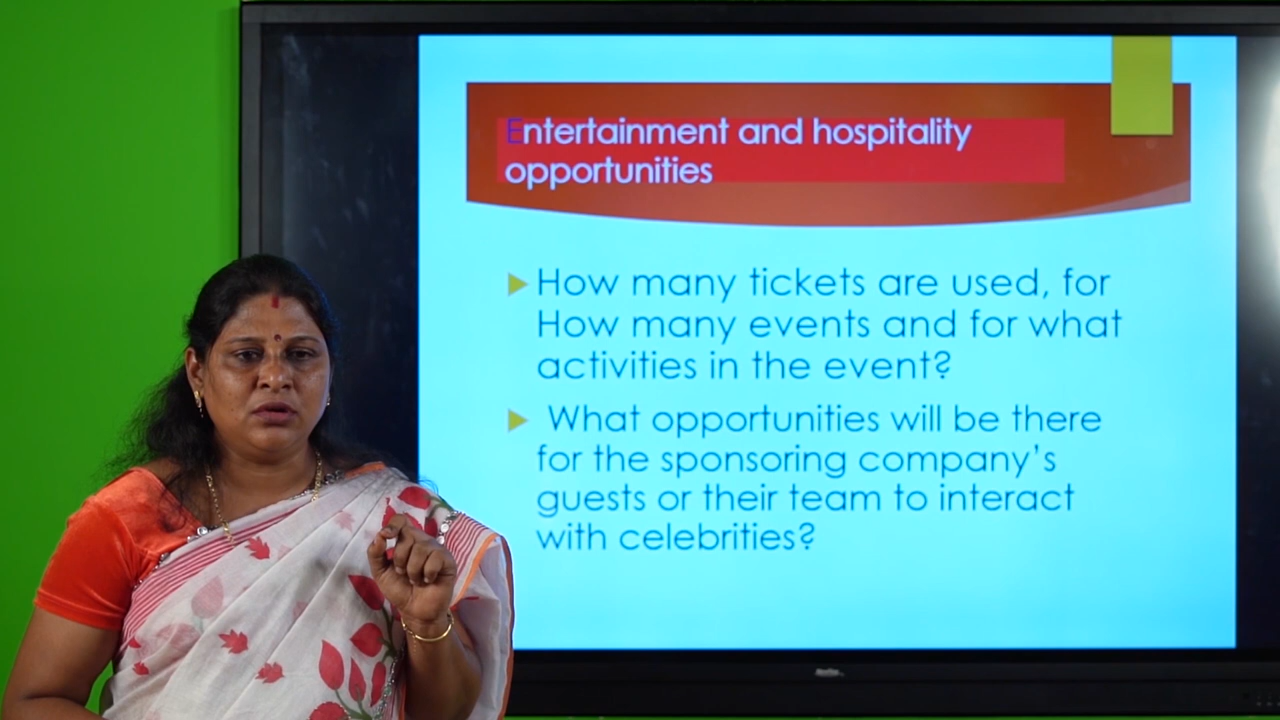 Entertainment and hospitality
opportunities
How many tickets are used, for
How many events and for what
activities in the event?
What opportunities will be there
for the sponsoring company's
guests or their team to interact
with celebrities?